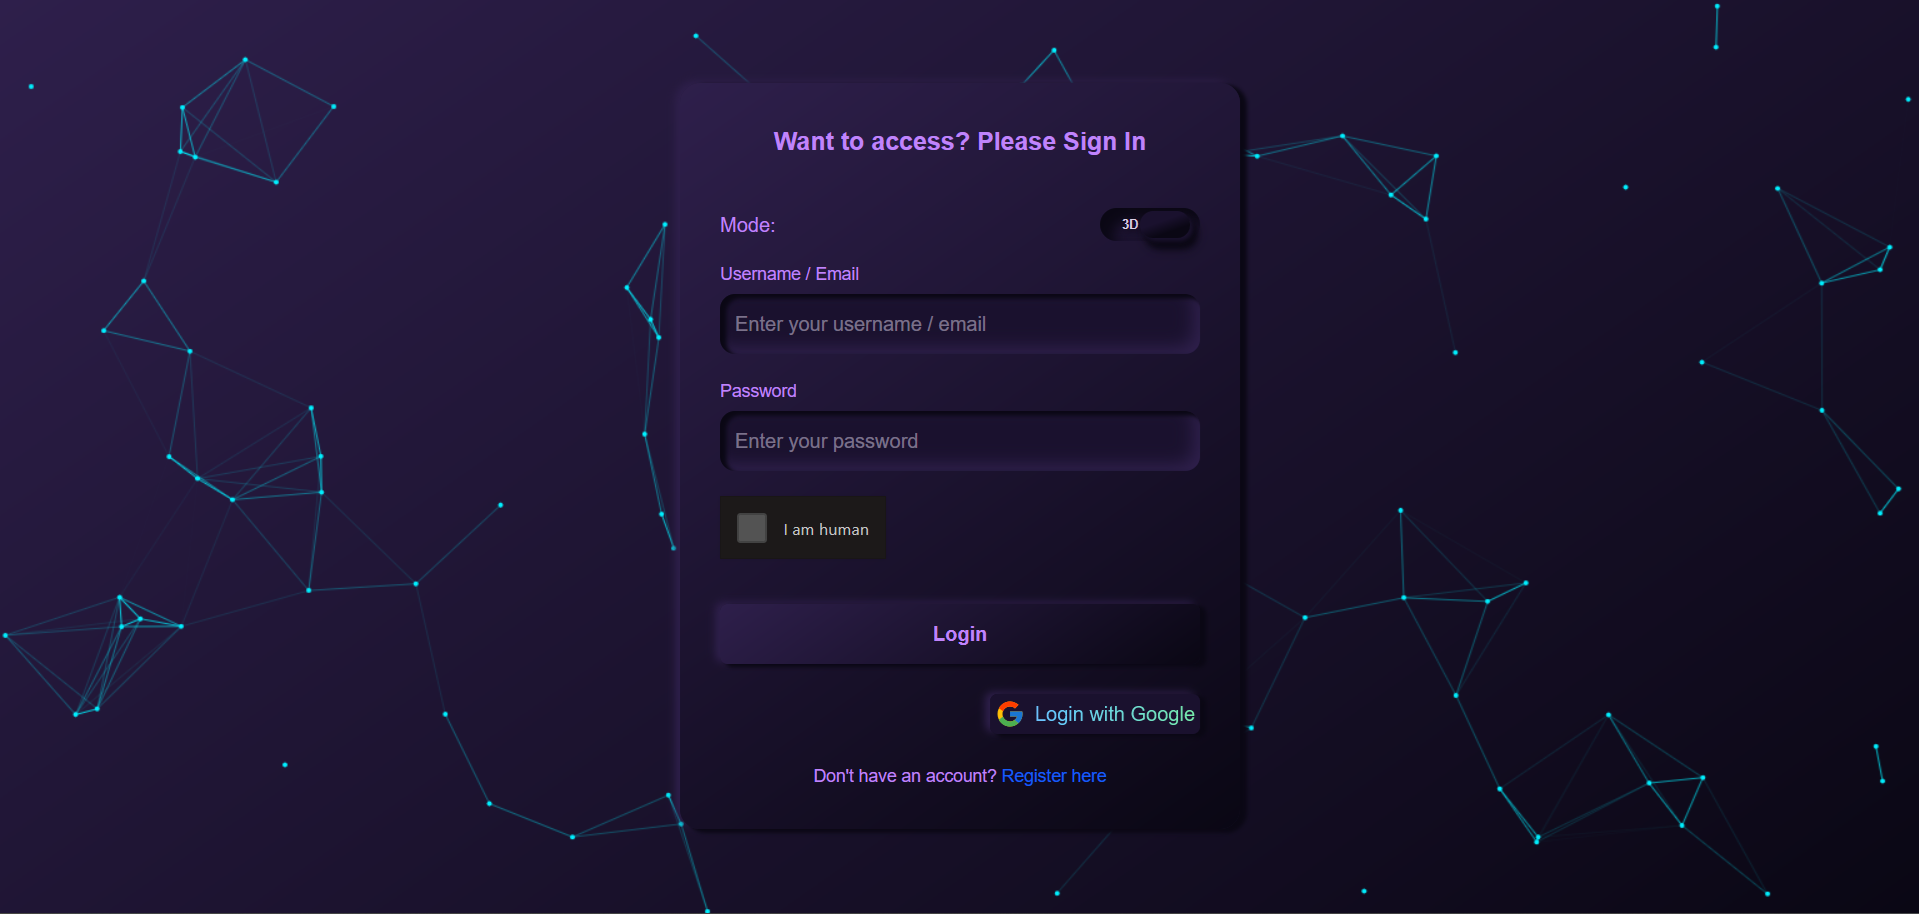 Want to access? Please Sign In
Mode:
3D
Username / Email
Enter your username / email
Password
Enter your password
I am human
Login
Login with Google
Don't have an account? Register here